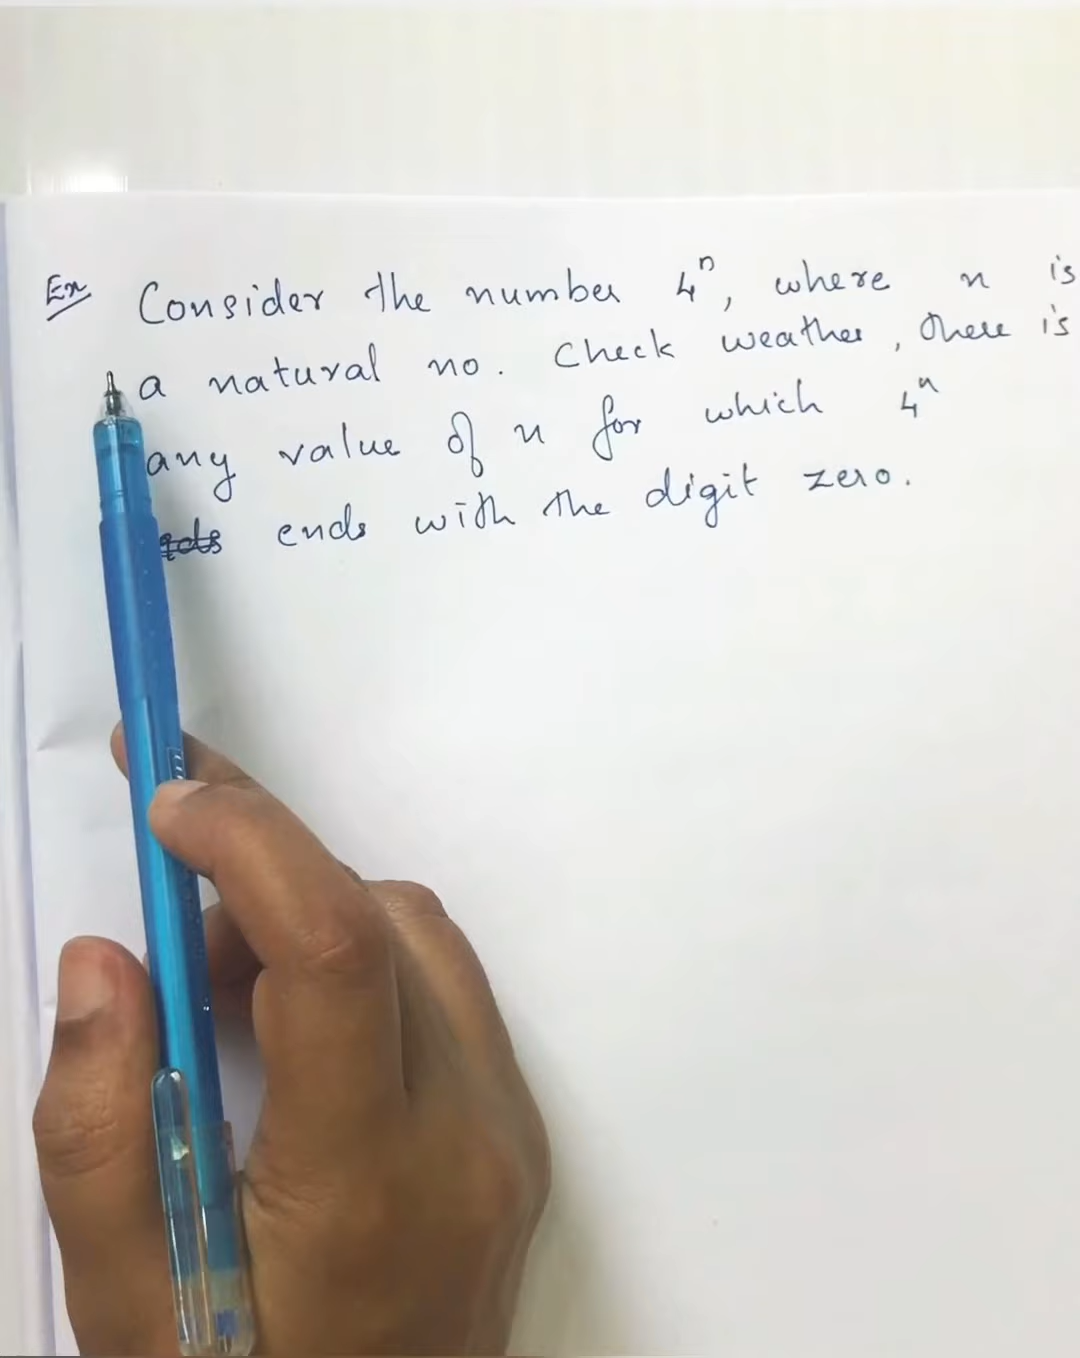 Ex Consider the number 4ⁿ, where n is
a natural no. Check weather, there is
any value of n for which 4ⁿ
ends with the digit zero.